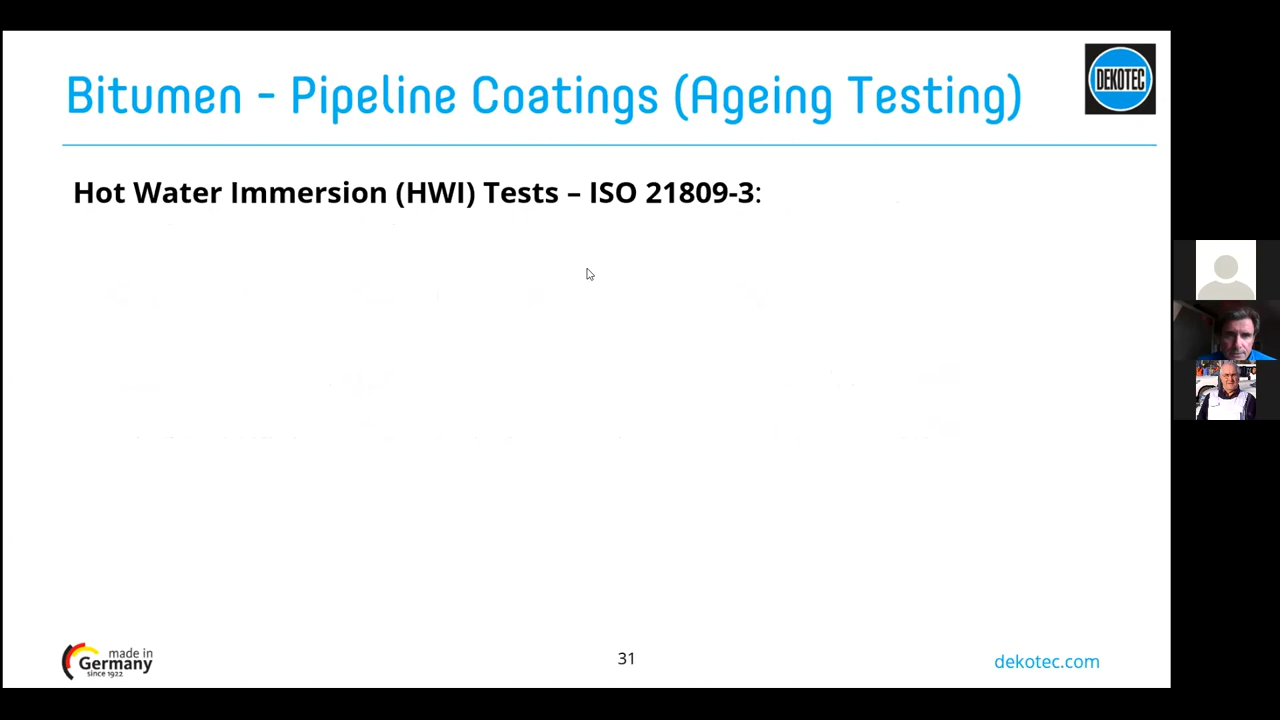 Bitumen - Pipeline Coatings (Ageing Testing)
DEKOTEC
Hot Water Immersion (HWI) Tests – ISO 21809-3:
made in
Germany
since 1922
31
dekotec.com